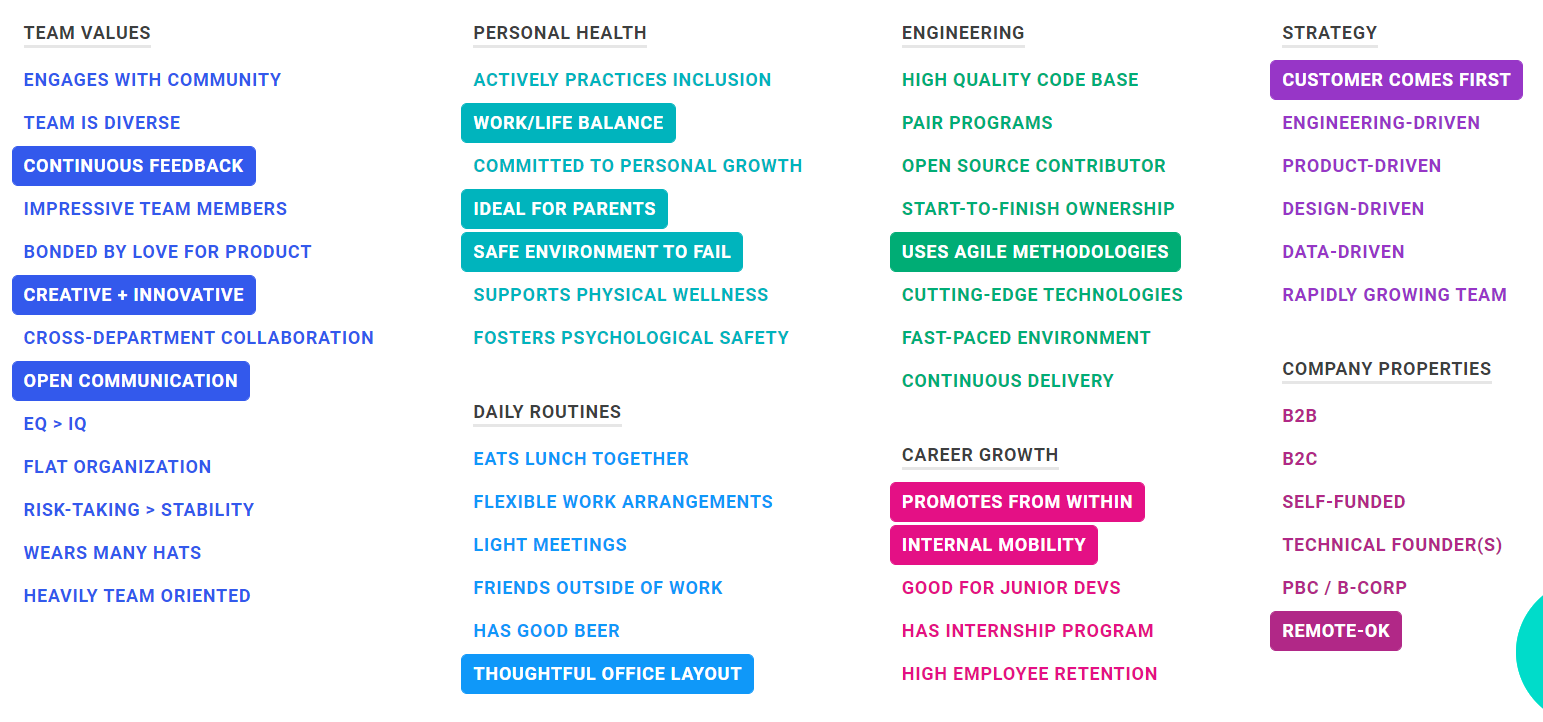 TEAM VALUES
ENGAGES WITH COMMUNITY
TEAM IS DIVERSE
CONTINUOUS FEEDBACK
IMPRESSIVE TEAM MEMBERS
BONDED BY LOVE FOR PRODUCT
CREATIVE + INNOVATIVE
CROSS-DEPARTMENT COLLABORATION
OPEN COMMUNICATION
EQ > IQ
FLAT ORGANIZATION
RISK-TAKING > STABILITY
WEARS MANY HATS
HEAVILY TEAM ORIENTED
PERSONAL HEALTH
ACTIVELY PRACTICES INCLUSION
WORK/LIFE BALANCE
COMMITTED TO PERSONAL GROWTH
IDEAL FOR PARENTS
SAFE ENVIRONMENT TO FAIL
SUPPORTS PHYSICAL WELLNESS
FOSTERS PSYCHOLOGICAL SAFETY
DAILY ROUTINES
EATS LUNCH TOGETHER
FLEXIBLE WORK ARRANGEMENTS
LIGHT MEETINGS
FRIENDS OUTSIDE OF WORK
HAS GOOD BEER
THOUGHTFUL OFFICE LAYOUT
ENGINEERING
HIGH QUALITY CODE BASE
PAIR PROGRAMS
OPEN SOURCE CONTRIBUTOR
START-TO-FINISH OWNERSHIP
USES AGILE METHODOLOGIES
CUTTING-EDGE TECHNOLOGIES
FAST-PACED ENVIRONMENT
CONTINUOUS DELIVERY
CAREER GROWTH
PROMOTES FROM WITHIN
INTERNAL MOBILITY
GOOD FOR JUNIOR DEVS
HAS INTERNSHIP PROGRAM
HIGH EMPLOYEE RETENTION
STRATEGY
CUSTOMER COMES FIRST
ENGINEERING-DRIVEN
PRODUCT-DRIVEN
DESIGN-DRIVEN
DATA-DRIVEN
RAPIDLY GROWING TEAM
COMPANY PROPERTIES
B2B
B2C
SELF-FUNDED
TECHNICAL FOUNDER(S)
PBC / B-CORP
REMOTE-OK